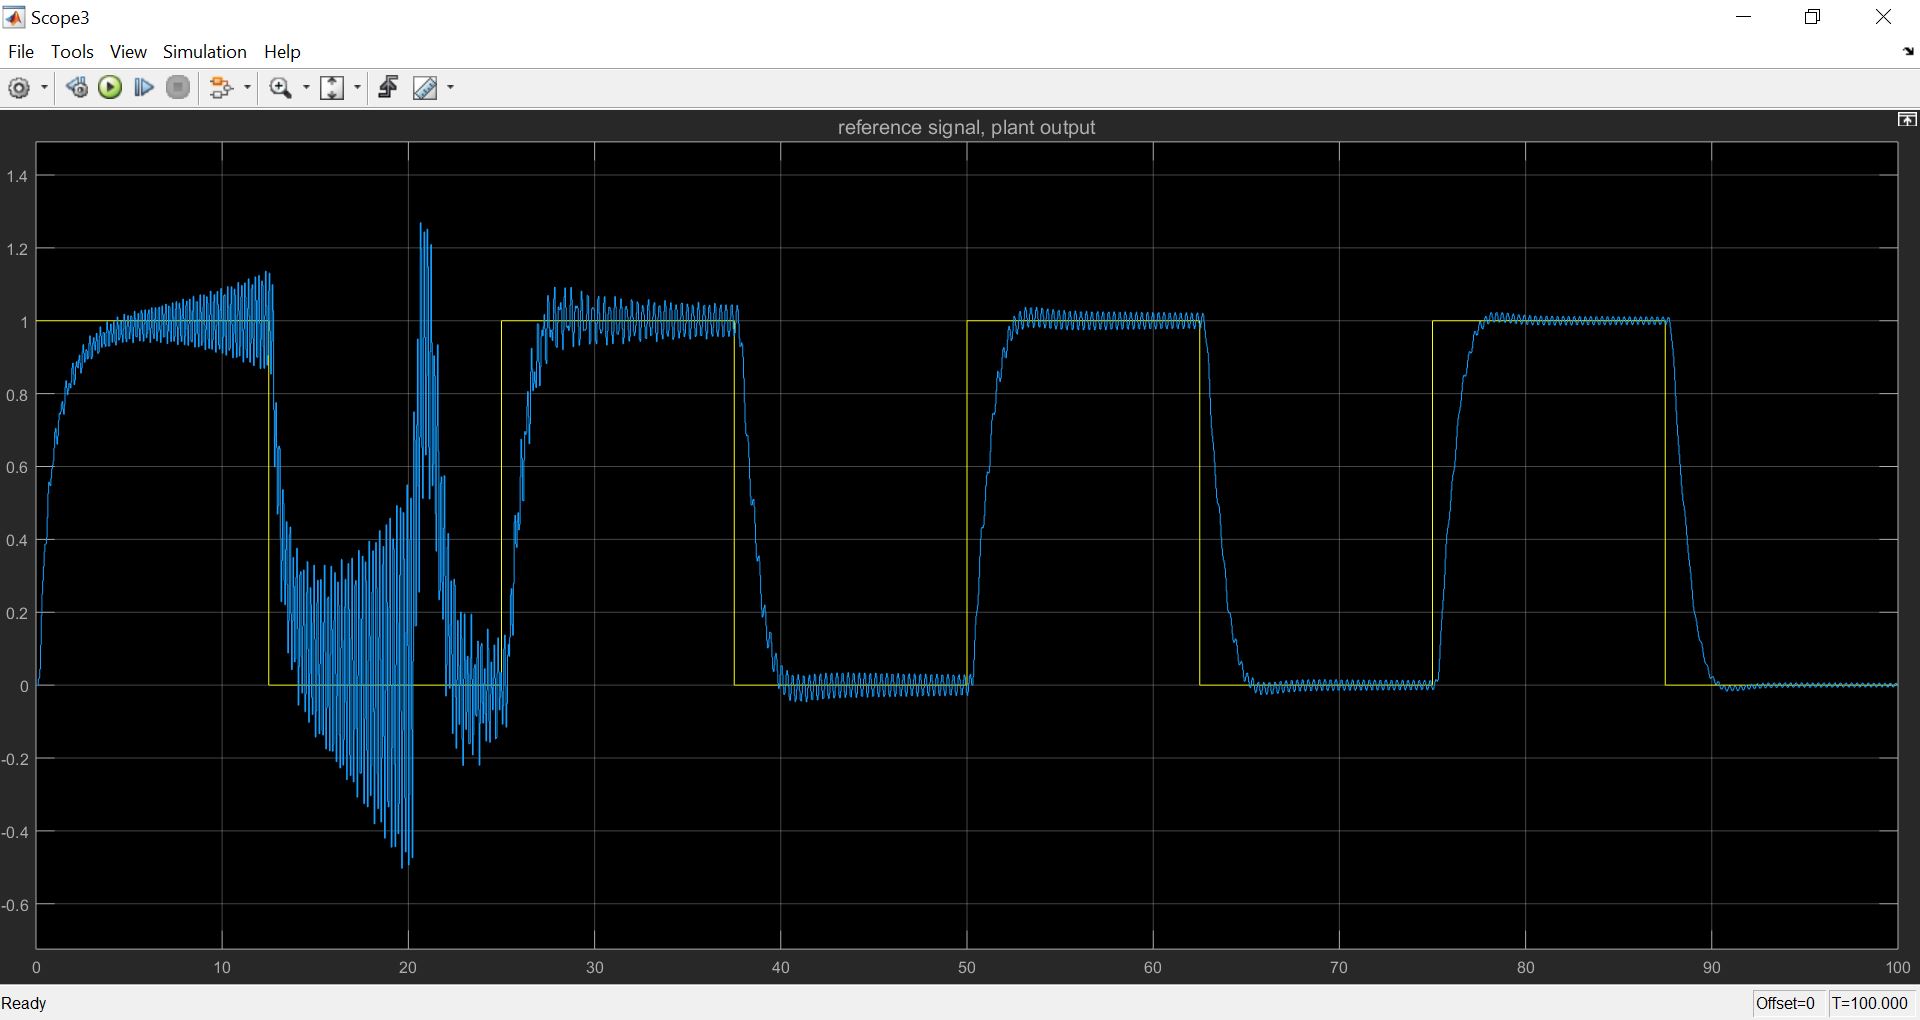 Scope3
File Tools View Simulation Help
reference signal, plant output
1.4
1.2
1
0.8
0.6
0.4
0.2
0
-0.2
-0.4
-0.6
0 10 20 30 40 50 60 70 80 90 100
Ready Offset=0 T=100.000